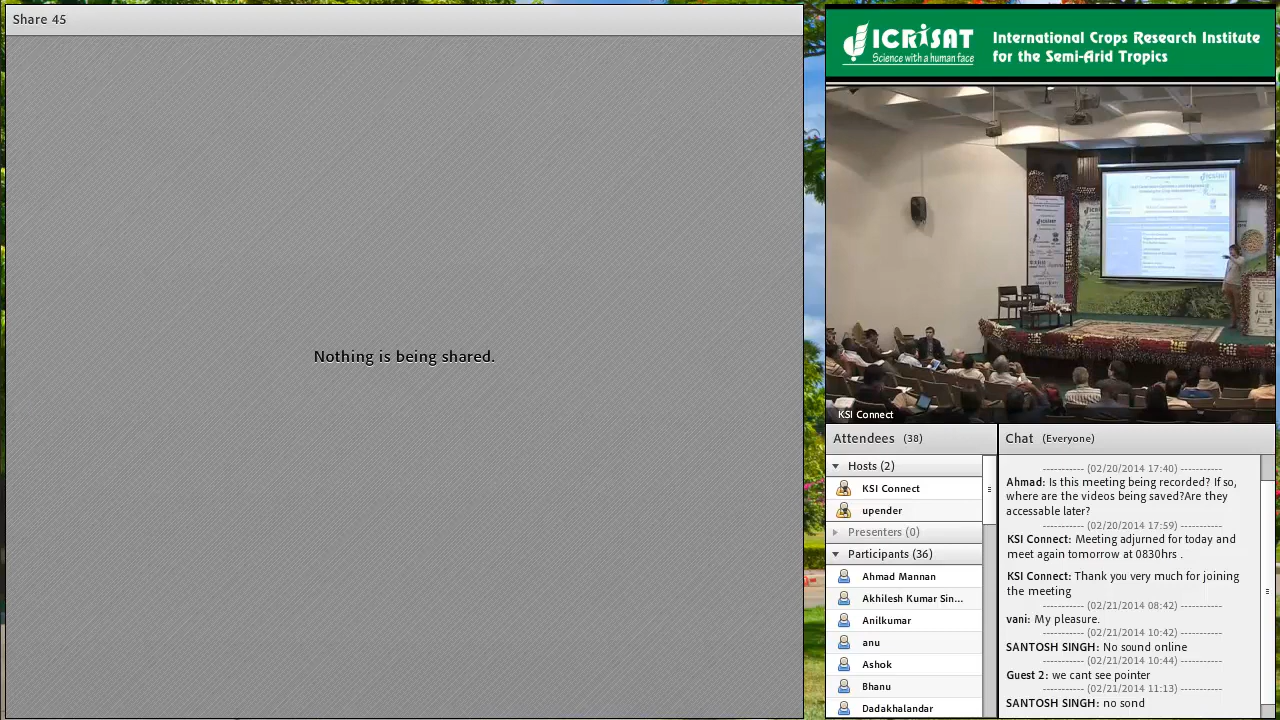 Share 45
Nothing is being shared.
ICRISAT
Science with a human face
International Crops Research Institute
for the Semi-Arid Tropics
ICRISAT
KSI Connect
Attendees (38)
Hosts (2)
KSI Connect
upender
Presenters (0)
Participants (36)
Ahmad Mannan
Akhilesh Kumar Sin...
Anilkumar
anu
Ashok
Bhanu
Dadakhalandar
Chat (Everyone)
----------- (02/20/2014 17:40) -----------
Ahmad: Is this meeting being recorded? If so,
where are the videos being saved?Are they
accessable later?
----------- (02/20/2014 17:59) -----------
KSI Connect: Meeting adjurned for today and
meet again tomorrow at 0830hrs .
KSI Connect: Thank you very much for joining
the meeting
----------- (02/21/2014 08:42) -----------
vani: My pleasure.
----------- (02/21/2014 10:42) -----------
SANTOSH SINGH: No sound online
----------- (02/21/2014 10:44) -----------
Guest 2: we cant see pointer
----------- (02/21/2014 11:13) -----------
SANTOSH SINGH: no sond